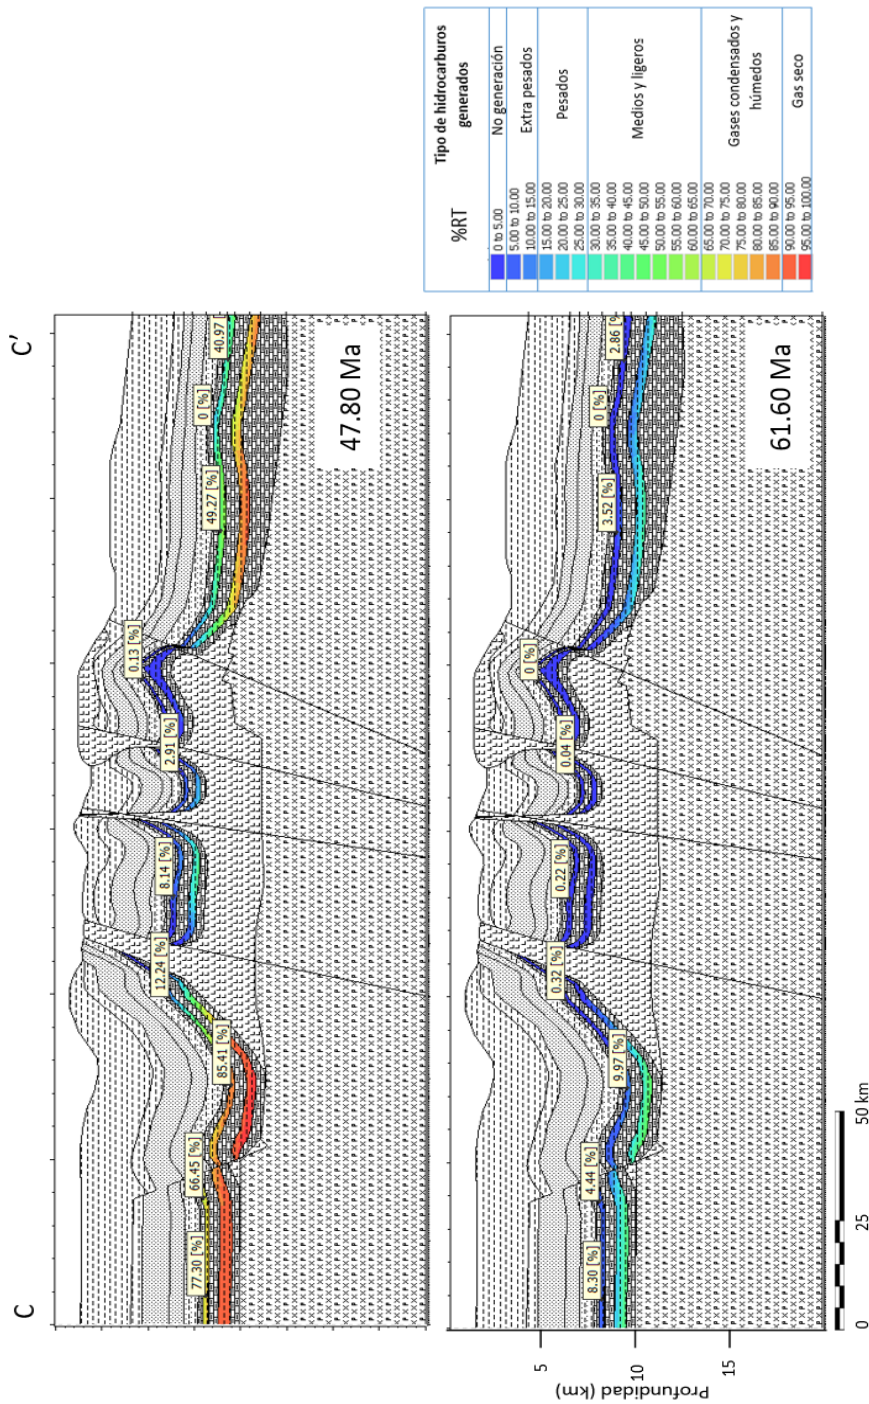 C
C'
77.30 [%]
66.45 [%]
85.41 [%]
12.24 [%]
8.14 [%]
2.91 [%]
0.13 [%]
49.27 [%]
0 [%]
40.97
47.80 Ma
Profundidad (km)
5
10
15
8.30 [%]
4.44 [%]
9.97 [%]
0.32 [%]
0.22 [%]
0.04 [%]
0 [%]
3.52 [%]
0 [%]
2.86 [%
61.60 Ma
0 25 50 km
%RT
Tipo de hidrocarburos
generados
0 to 5.00
No generación
5.00 to 10.00
10.00 to 15.00
Extra pesados
15.00 to 20.00
20.00 to 25.00
25.00 to 30.00
Pesados
30.00 to 35.00
35.00 to 40.00
40.00 to 45.00
45.00 to 50.00
50.00 to 55.00
55.00 to 60.00
60.00 to 65.00
Medios y ligeros
65.00 to 70.00
70.00 to 75.00
75.00 to 80.00
80.00 to 85.00
85.00 to 90.00
Gases condensados y
húmedos
90.00 to 95.00
95.00 to 100.00
Gas seco